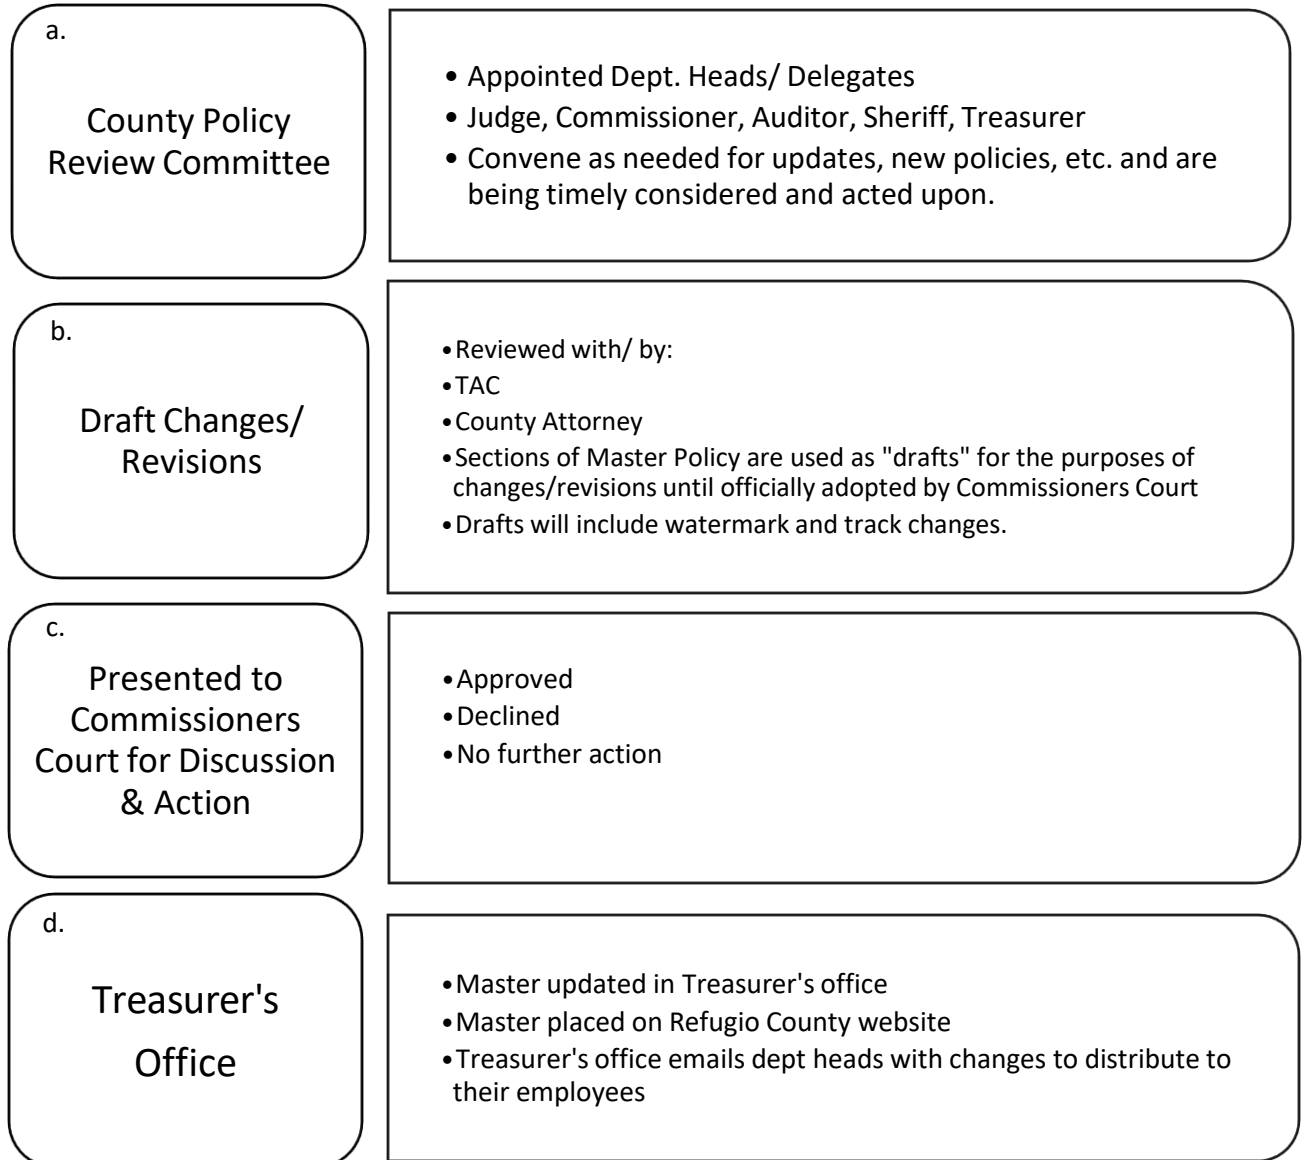 a.
County Policy
Review Committee
• Appointed Dept. Heads/ Delegates
• Judge, Commissioner, Auditor, Sheriff, Treasurer
• Convene as needed for updates, new policies, etc. and are
being timely considered and acted upon.
b.
Draft Changes/
Revisions
•Reviewed with/ by:
•TAC
•County Attorney
•Sections of Master Policy are used as "drafts" for the purposes of
changes/revisions until officially adopted by Commissioners Court
•Drafts will include watermark and track changes.
c.
Presented to
Commissioners
Court for Discussion
& Action
•Approved
•Declined
•No further action
d.
Treasurer's
Office
•Master updated in Treasurer's office
•Master placed on Refugio County website
•Treasurer's office emails dept heads with changes to distribute to
their employees